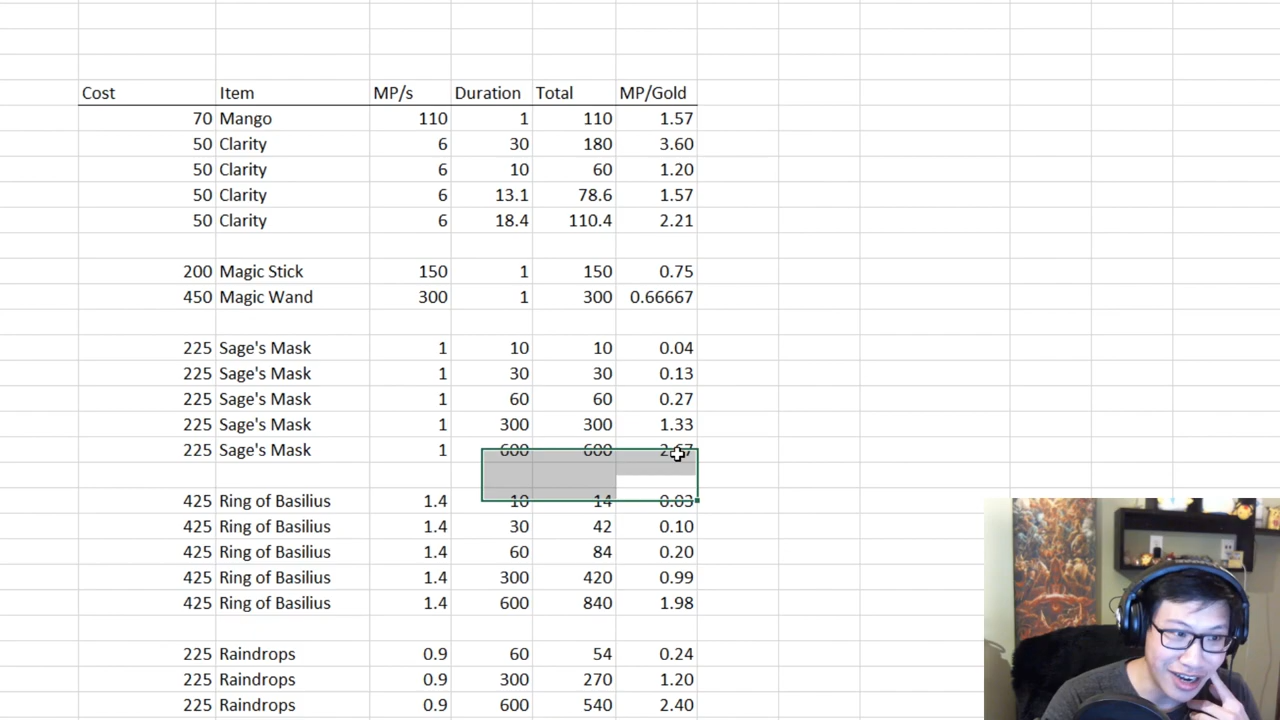 Cost Item MP/s Duration Total MP/Gold
70 Mango 110 1 110 1.57
50 Clarity 6 30 180 3.60
50 Clarity 6 10 60 1.20
50 Clarity 6 13.1 78.6 1.57
50 Clarity 6 18.4 110.4 2.21
200 Magic Stick 150 1 150 0.75
450 Magic Wand 300 1 300 0.66667
225 Sage's Mask 1 10 10 0.04
225 Sage's Mask 1 30 30 0.13
225 Sage's Mask 1 60 60 0.27
225 Sage's Mask 1 300 300 1.33
225 Sage's Mask 1 600 600 2.67
425 Ring of Basilius 1.4 10 14 0.03
425 Ring of Basilius 1.4 30 42 0.10
425 Ring of Basilius 1.4 60 84 0.20
425 Ring of Basilius 1.4 300 420 0.99
425 Ring of Basilius 1.4 600 840 1.98
225 Raindrops 0.9 60 54 0.24
225 Raindrops 0.9 300 270 1.20
225 Raindrops 0.9 600 540 2.40